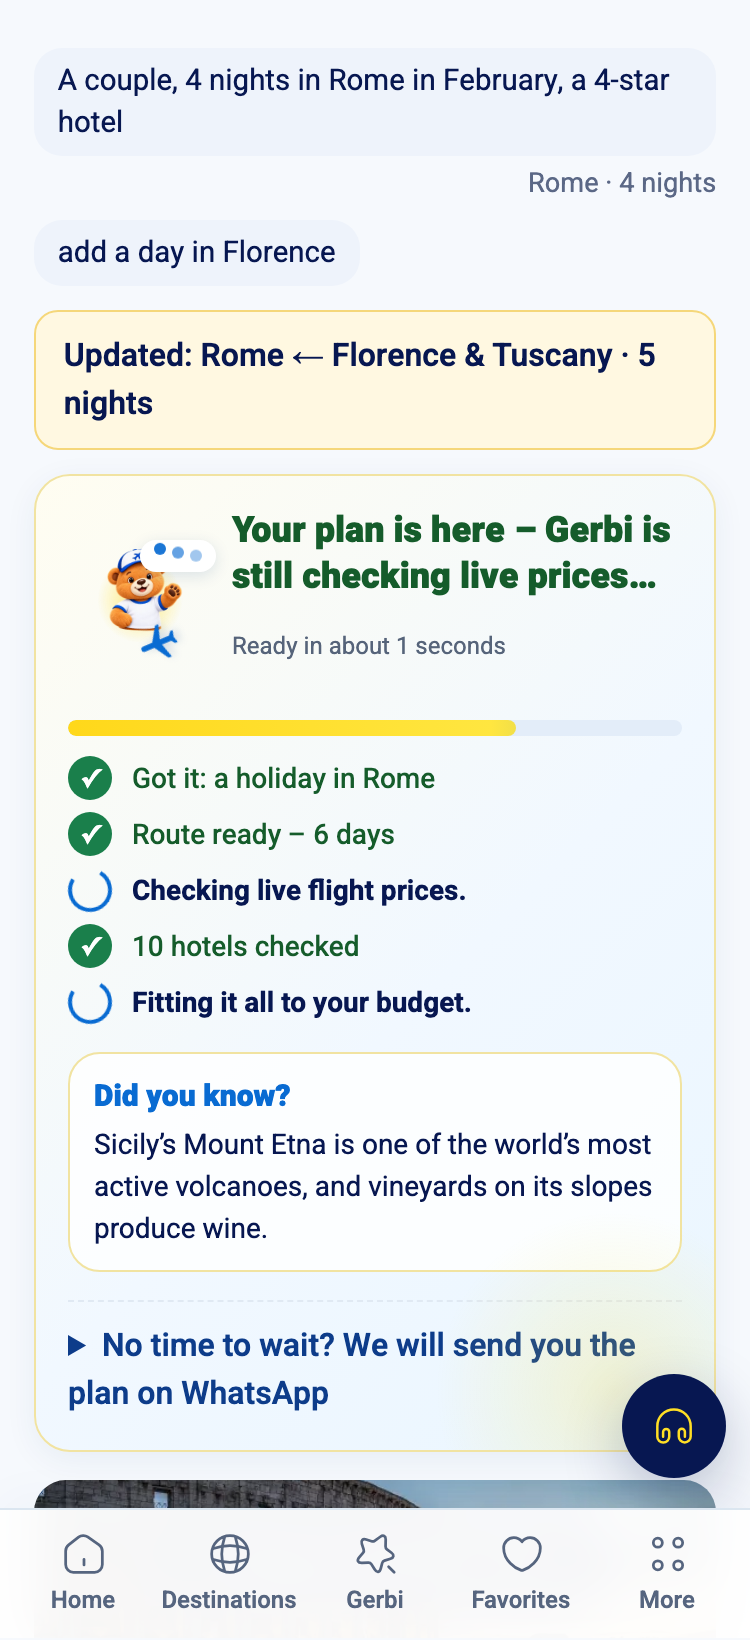 A couple, 4 nights in Rome in February, a 4-star
hotel
Rome · 4 nights
add a day in Florence
Updated: Rome ← Florence & Tuscany · 5
nights
Your plan is here – Gerbi is
still checking live prices...
Ready in about 1 seconds
Got it: a holiday in Rome
Route ready – 6 days
Checking live flight prices.
10 hotels checked
Fitting it all to your budget.
Did you know?
Sicily’s Mount Etna is one of the world’s most
active volcanoes, and vineyards on its slopes
produce wine.
No time to wait? We will send you the
plan on WhatsApp
Home
Destinations
Gerbi
Favorites
More